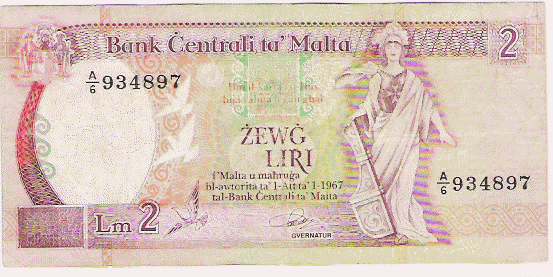 Bank Ċentrali ta' Malta
2
A/6 934897
ŻEWĠ
LIRI
f'Malta u maħruġa
bl-awtorità ta' l-Att ta' l-1967
tal-Bank Ċentrali ta' Malta
A/6 934897
Lm 2
GVERNATUR